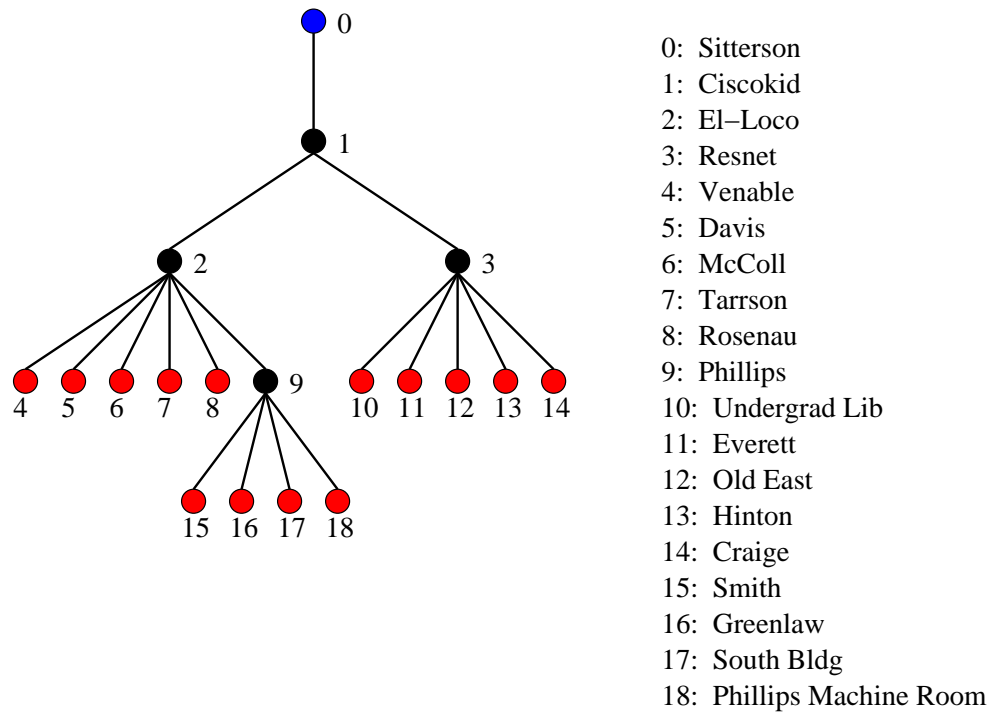 0
1
2
3
4 5 6 7 8 9 10 11 12 13 14
15 16 17 18
0: Sitterson
1: Ciscokid
2: El−Loco
3: Resnet
4: Venable
5: Davis
6: McColl
7: Tarrson
8: Rosenau
9: Phillips
10: Undergrad Lib
11: Everett
12: Old East
13: Hinton
14: Craige
15: Smith
16: Greenlaw
17: South Bldg
18: Phillips Machine Room